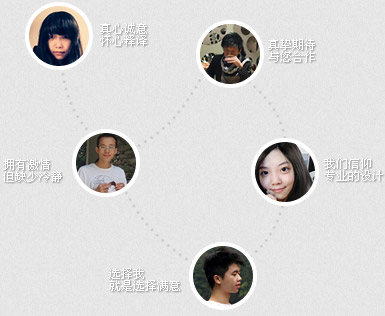 真心诚意
怀心释绎
真挚期待
与您合作
拥有激情
但缺少冷静
我们信仰
专业的设计
选择我
就是选择满意